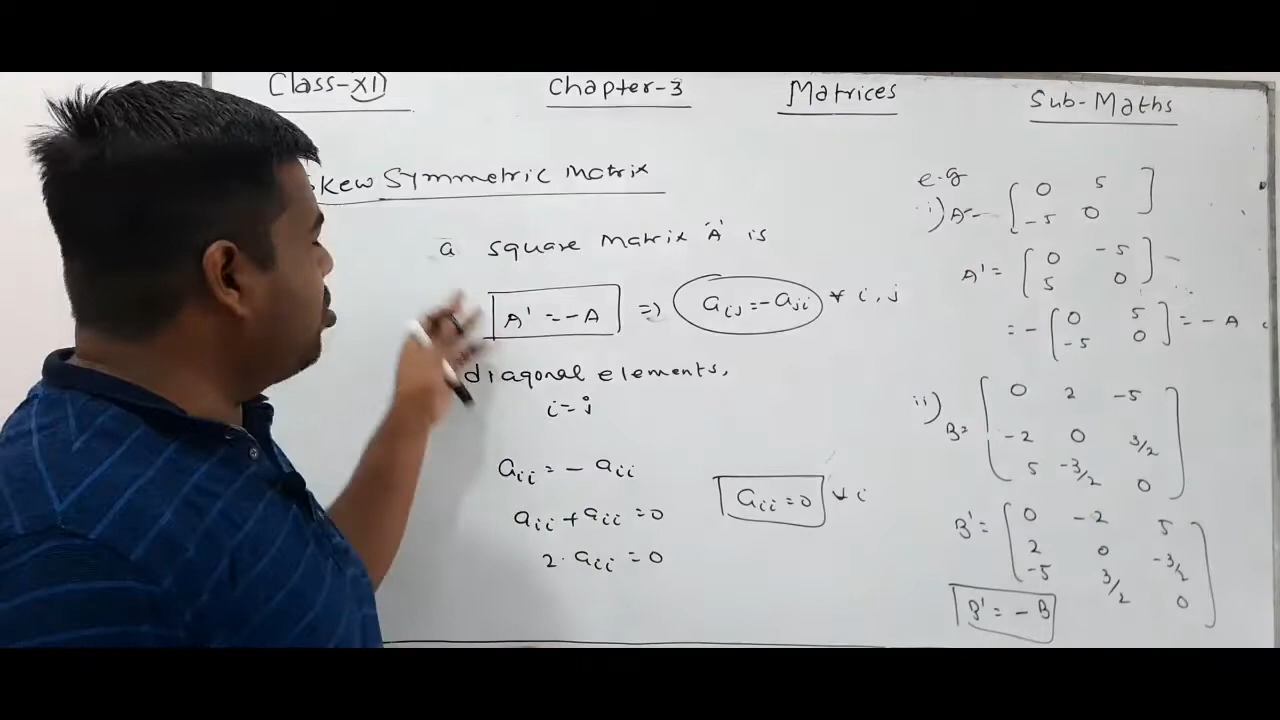 Class-XII Chapter-3 Matrices Sub-Maths
Skew Symmetric Matrix
a square matrix 'A' is
A' = -A => aij = -aji ∀ i, j
diagonal elements,
i = j
aii = - aii
aii + aii = 0
2. aii = 0
aii = 0 ∀ i
e.g
i) A = [ 0 5
-5 0 ]
A' = [ 0 -5
5 0 ]
= - [ 0 5
-5 0 ] = - A
ii) B = [ 0 2 -5
-2 0 3/2
5 -3/2 0 ]
B' = [ 0 -2 5
2 0 -3/2
-5 3/2 0 ]
B' = - B